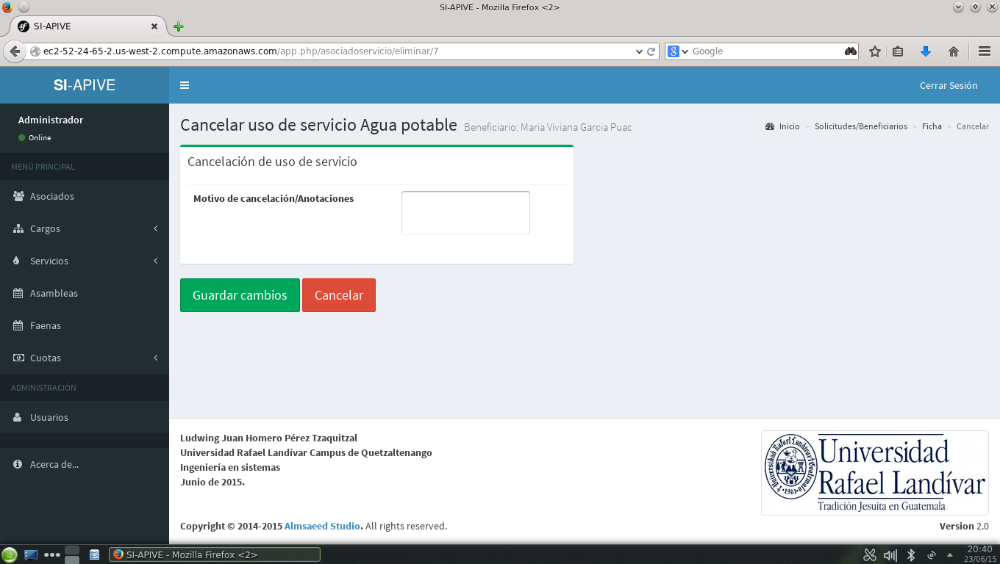 SI-APIVE - Mozilla Firefox <2>
SI-APIVE
ec2-52-24-65-2.us-west-2.compute.amazonaws.com/app.php/asociadoservicio/eliminar/7
Google
SI-APIVE
Cerrar Sesión
Administrador
Online
MENÚ PRINCIPAL
Asociados
Cargos
Servicios
Asambleas
Faenas
Cuotas
ADMINISTRACIÓN
Usuarios
Acerca de...
Cancelar uso de servicio Agua potable Beneficiario: Maria Viviana Garcia Puac
Inicio > Solicitudes/Beneficiarios > Ficha > Cancelar
Cancelación de uso de servicio
Motivo de cancelación/Anotaciones
Guardar cambios
Cancelar
Ludwing Juan Homero Pérez Tzaquitzal
Universidad Rafael Landívar Campus de Quetzaltenango
Ingeniería en sistemas
Junio de 2015.
Universidad
Rafael Landívar
Tradición Jesuita en Guatemala
Copyright © 2014-2015 Almsaeed Studio. All rights reserved.
Version 2.0
SI-APIVE - Mozilla Firefox <2>
20:40
23/06/15